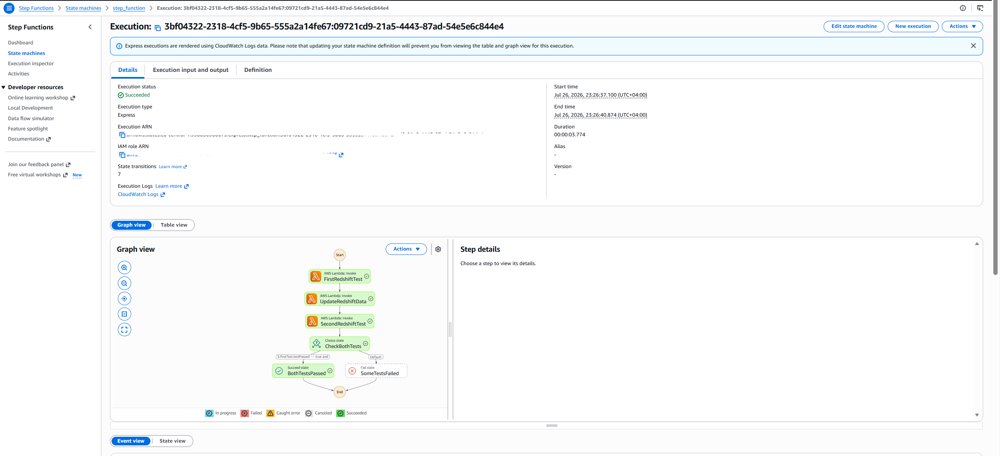 Step Functions
State machines
step_function
Execution: 3bf04322-2318-4cf5-9b65-555a2a14fe67:09721cd9-21a5-4443-87ad-54e5e6c844e4
Step Functions
Dashboard
State machines
Execution inspector
Activities
Developer resources
Online learning workshop
Local Development
Data flow simulator
Feature spotlight
Documentation
Join our feedback panel
Free virtual workshops New
Execution: 3bf04322-2318-4cf5-9b65-555a2a14fe67:09721cd9-21a5-4443-87ad-54e5e6c844e4
Edit state machine
New execution
Actions
Express executions are rendered using CloudWatch Logs data. Please note that updating your state machine definition will prevent you from viewing the table and graph view for this execution.
Details
Execution input and output
Definition
Execution status
Succeeded
Execution type
Express
Execution ARN
IAM role ARN
State transitions Learn more
7
Execution Logs Learn more
CloudWatch Logs
Start time
Jul 26, 2026, 23:26:37.100 (UTC+04:00)
End time
Jul 26, 2026, 23:26:40.874 (UTC+04:00)
Duration
00:00:03.774
Alias
-
Version
-
Graph view
Table view
Graph view
Actions
Start
AWS Lambda: Invoke
FirstRedshiftTest
AWS Lambda: Invoke
UpdateRedshiftData
AWS Lambda: Invoke
SecondRedshiftTest
Choice state
CheckBothTests
$.firstTest.testPassed == true and
Default
Succeed state
BothTestsPassed
Fail state
SomeTestsFailed
End
In progress
Failed
Caught error
Canceled
Succeeded
Step details
Choose a step to view its details.
Event view
State view